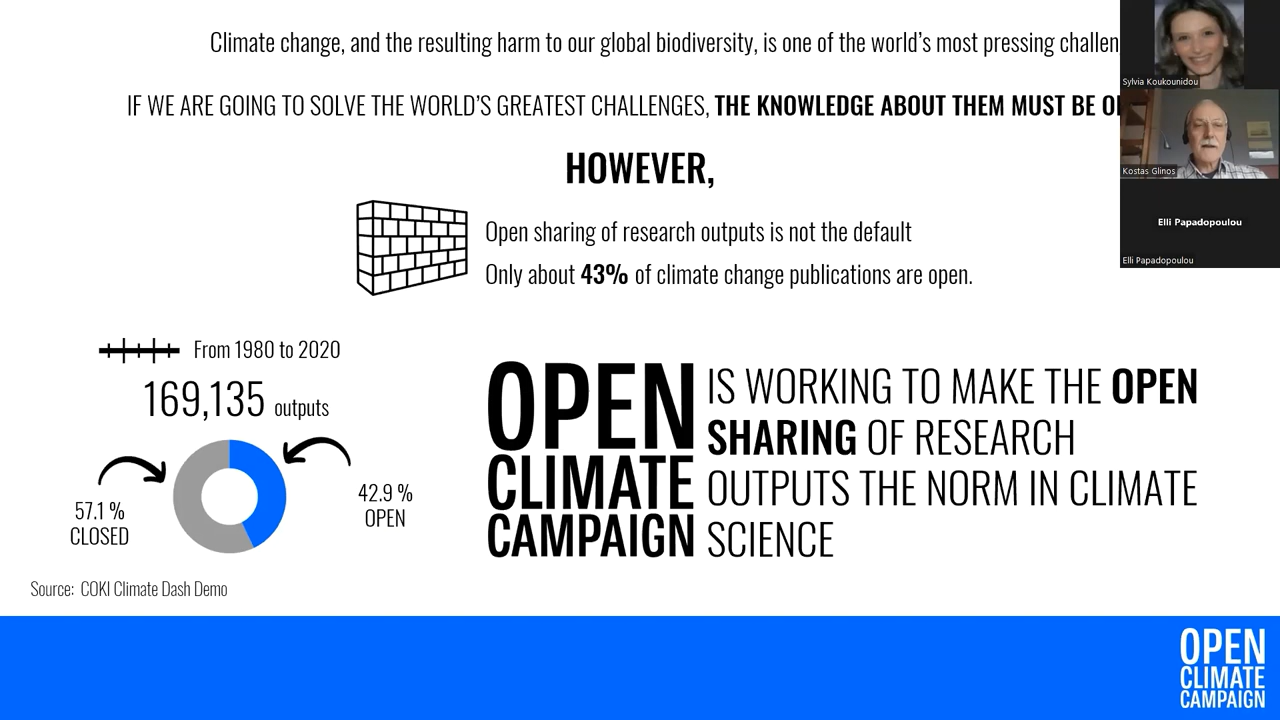 Climate change, and the resulting harm to our global biodiversity, is one of the world's most pressing
IF WE ARE GOING TO SOLVE THE WORLD'S GREATEST CHALLENGES, THE KNOWLEDGE ABOUT THEM MUST BE
HOWEVER,
Open sharing of research outputs is not the default
Only about 43% of climate change publications are open.
From 1980 to 2020
169,135 outputs
57.1 %
CLOSED
42.9 %
OPEN
Source: COKI Climate Dash Demo
OPEN
CLIMATE
CAMPAIGN
IS WORKING TO MAKE THE OPEN
SHARING OF RESEARCH
OUTPUTS THE NORM IN CLIMATE
SCIENCE
Sylvia Koukounidou
Kostas Glinos
Elli Papadopoulou
Elli Papadopoulou
OPEN
CLIMATE
CAMPAIGN